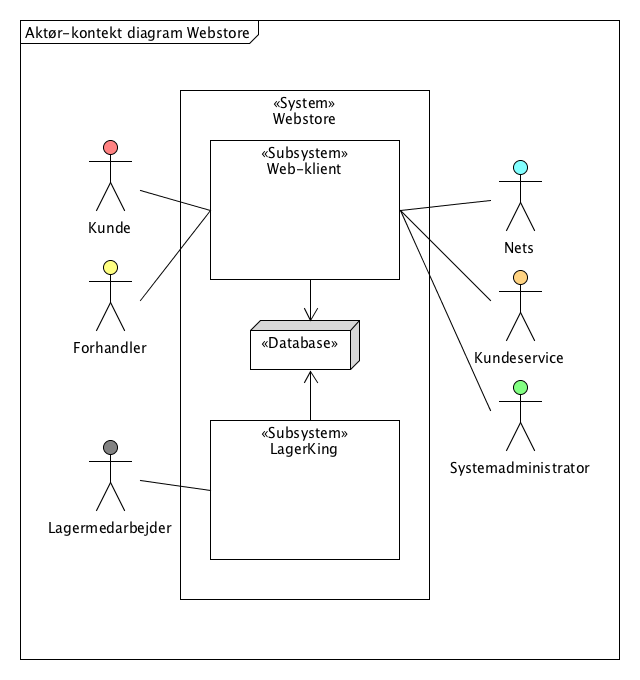 Aktør-kontekt diagram Webstore
«System»
Webstore
«Subsystem»
Web-klient
Kunde
Nets
Forhandler
«Database»
Kundeservice
«Subsystem»
LagerKing
Systemadministrator
Lagermedarbejder